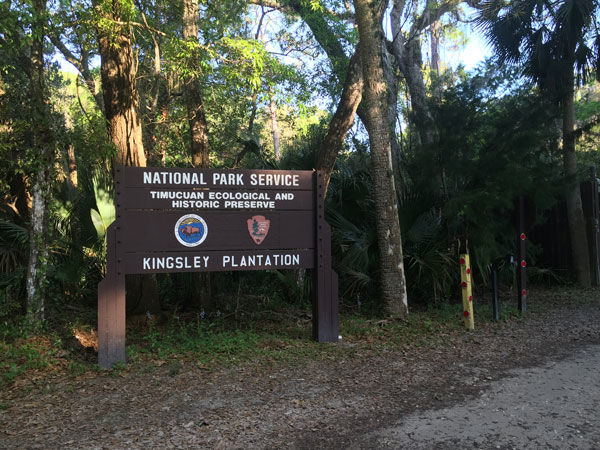 NATIONAL PARK SERVICE
TIMUCUAN ECOLOGICAL AND
HISTORIC PRESERVE
KINGSLEY PLANTATION